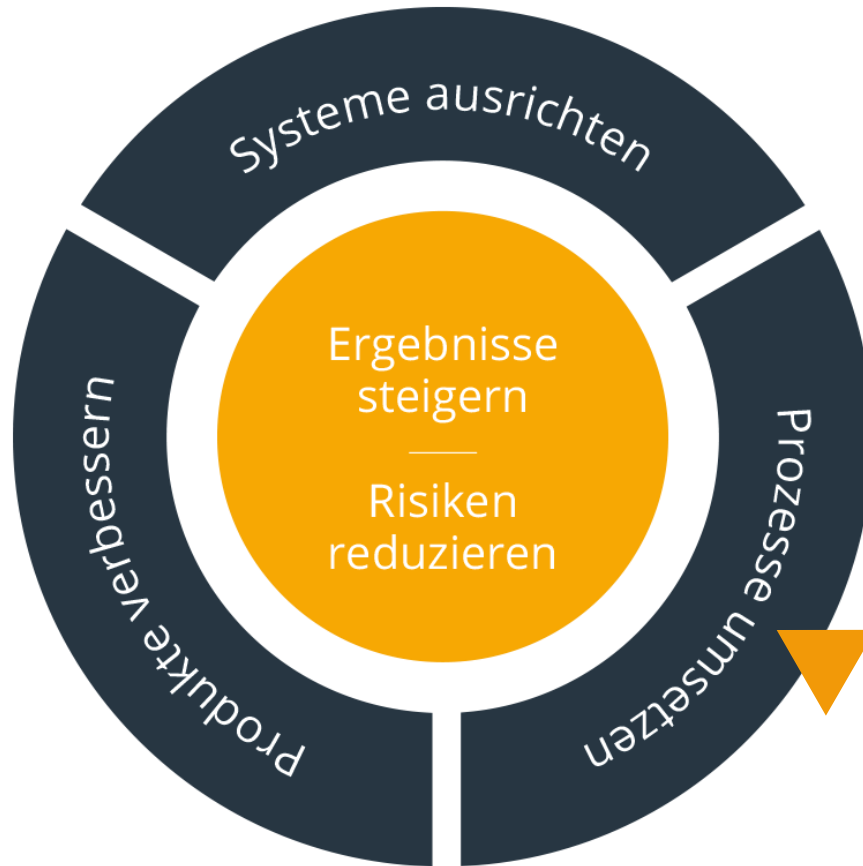 Systeme ausrichten
Ergebnisse
steigern
Risiken
reduzieren
Prozesse umsetzen
Produkte verbessern